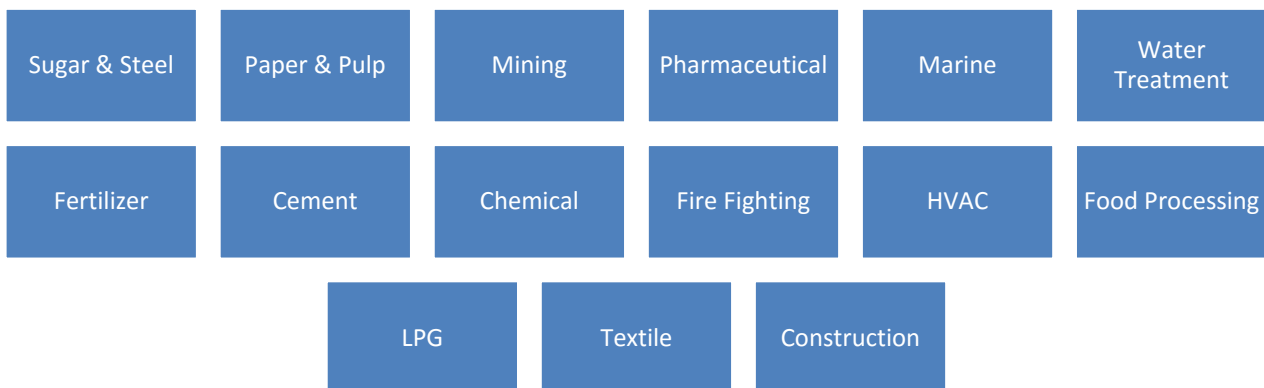 Sugar & Steel
Paper & Pulp
Mining
Pharmaceutical
Marine
Water
Treatment
Fertilizer
Cement
Chemical
Fire Fighting
HVAC
Food Processing
LPG
Textile
Construction